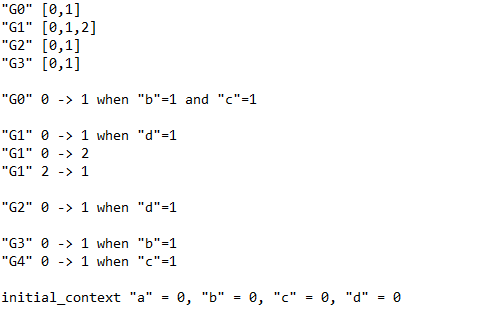 "G0" [0,1]
"G1" [0,1,2]
"G2" [0,1]
"G3" [0,1]
"G0" 0 -> 1 when "b"=1 and "c"=1
"G1" 0 -> 1 when "d"=1
"G1" 0 -> 2
"G1" 2 -> 1
"G2" 0 -> 1 when "d"=1
"G3" 0 -> 1 when "b"=1
"G4" 0 -> 1 when "c"=1
initial_context "a" = 0, "b" = 0, "c" = 0, "d" = 0